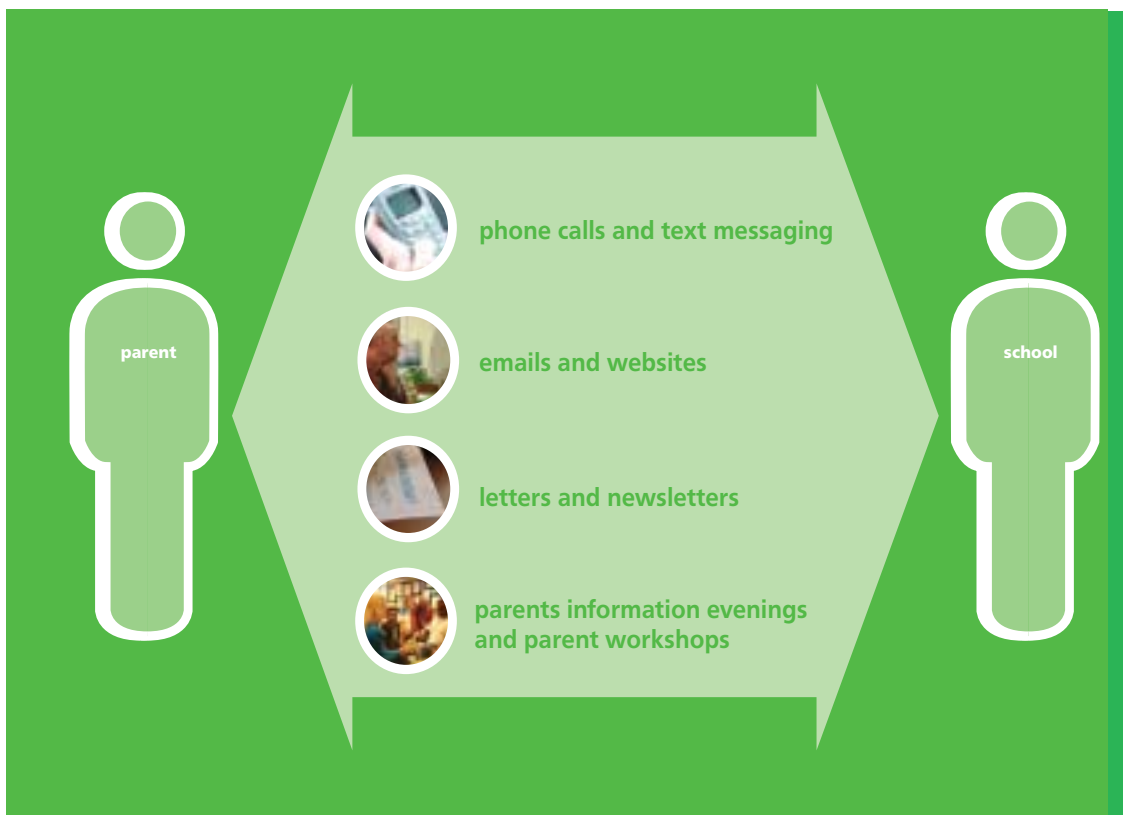 phone calls and text messaging
parent
school
emails and websites
letters and newsletters
parents information evenings
and parent workshops